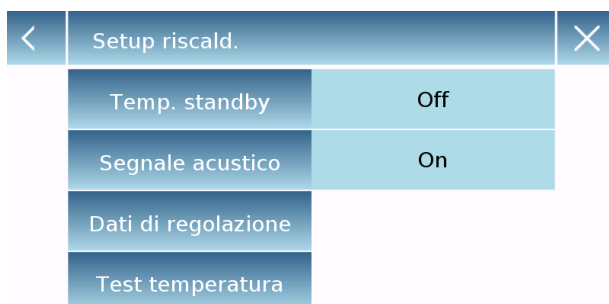 Setup riscald.
Temp. standby Off
Segnale acustico On
Dati di regolazione
Test temperatura